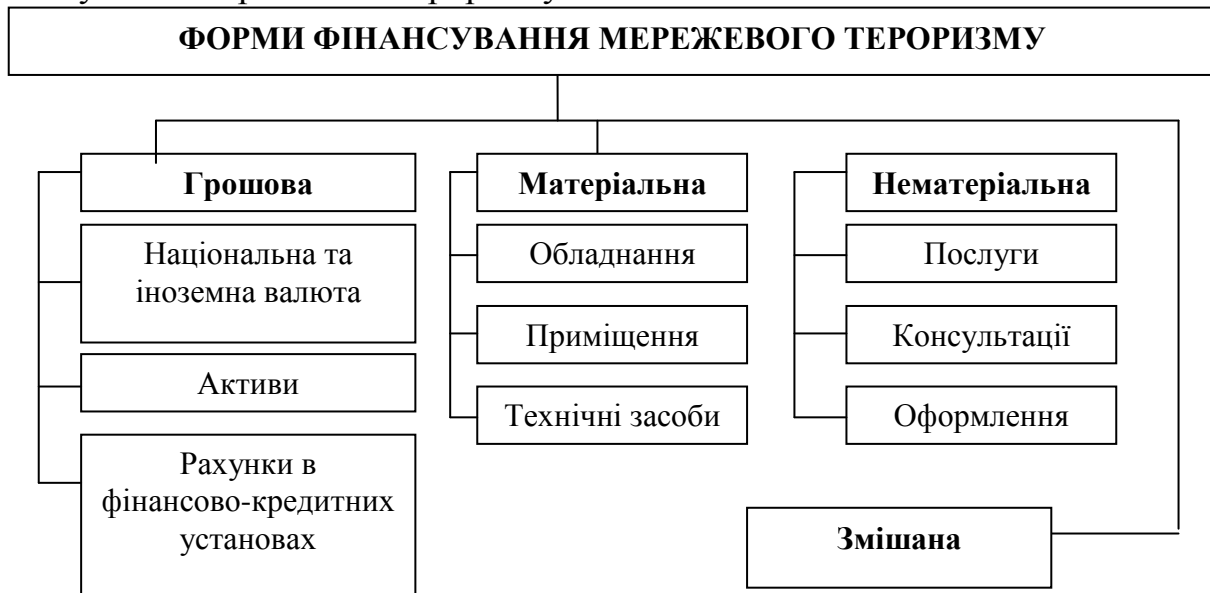 ФОРМИ ФІНАНСУВАННЯ МЕРЕЖЕВОГО ТЕРОРИЗМУ
Грошова
Національна та
іноземна валюта
Активи
Рахунки в
фінансово-кредитних
установах
Матеріальна
Обладнання
Приміщення
Технічні засоби
Нематеріальна
Послуги
Консультації
Оформлення
Змішана